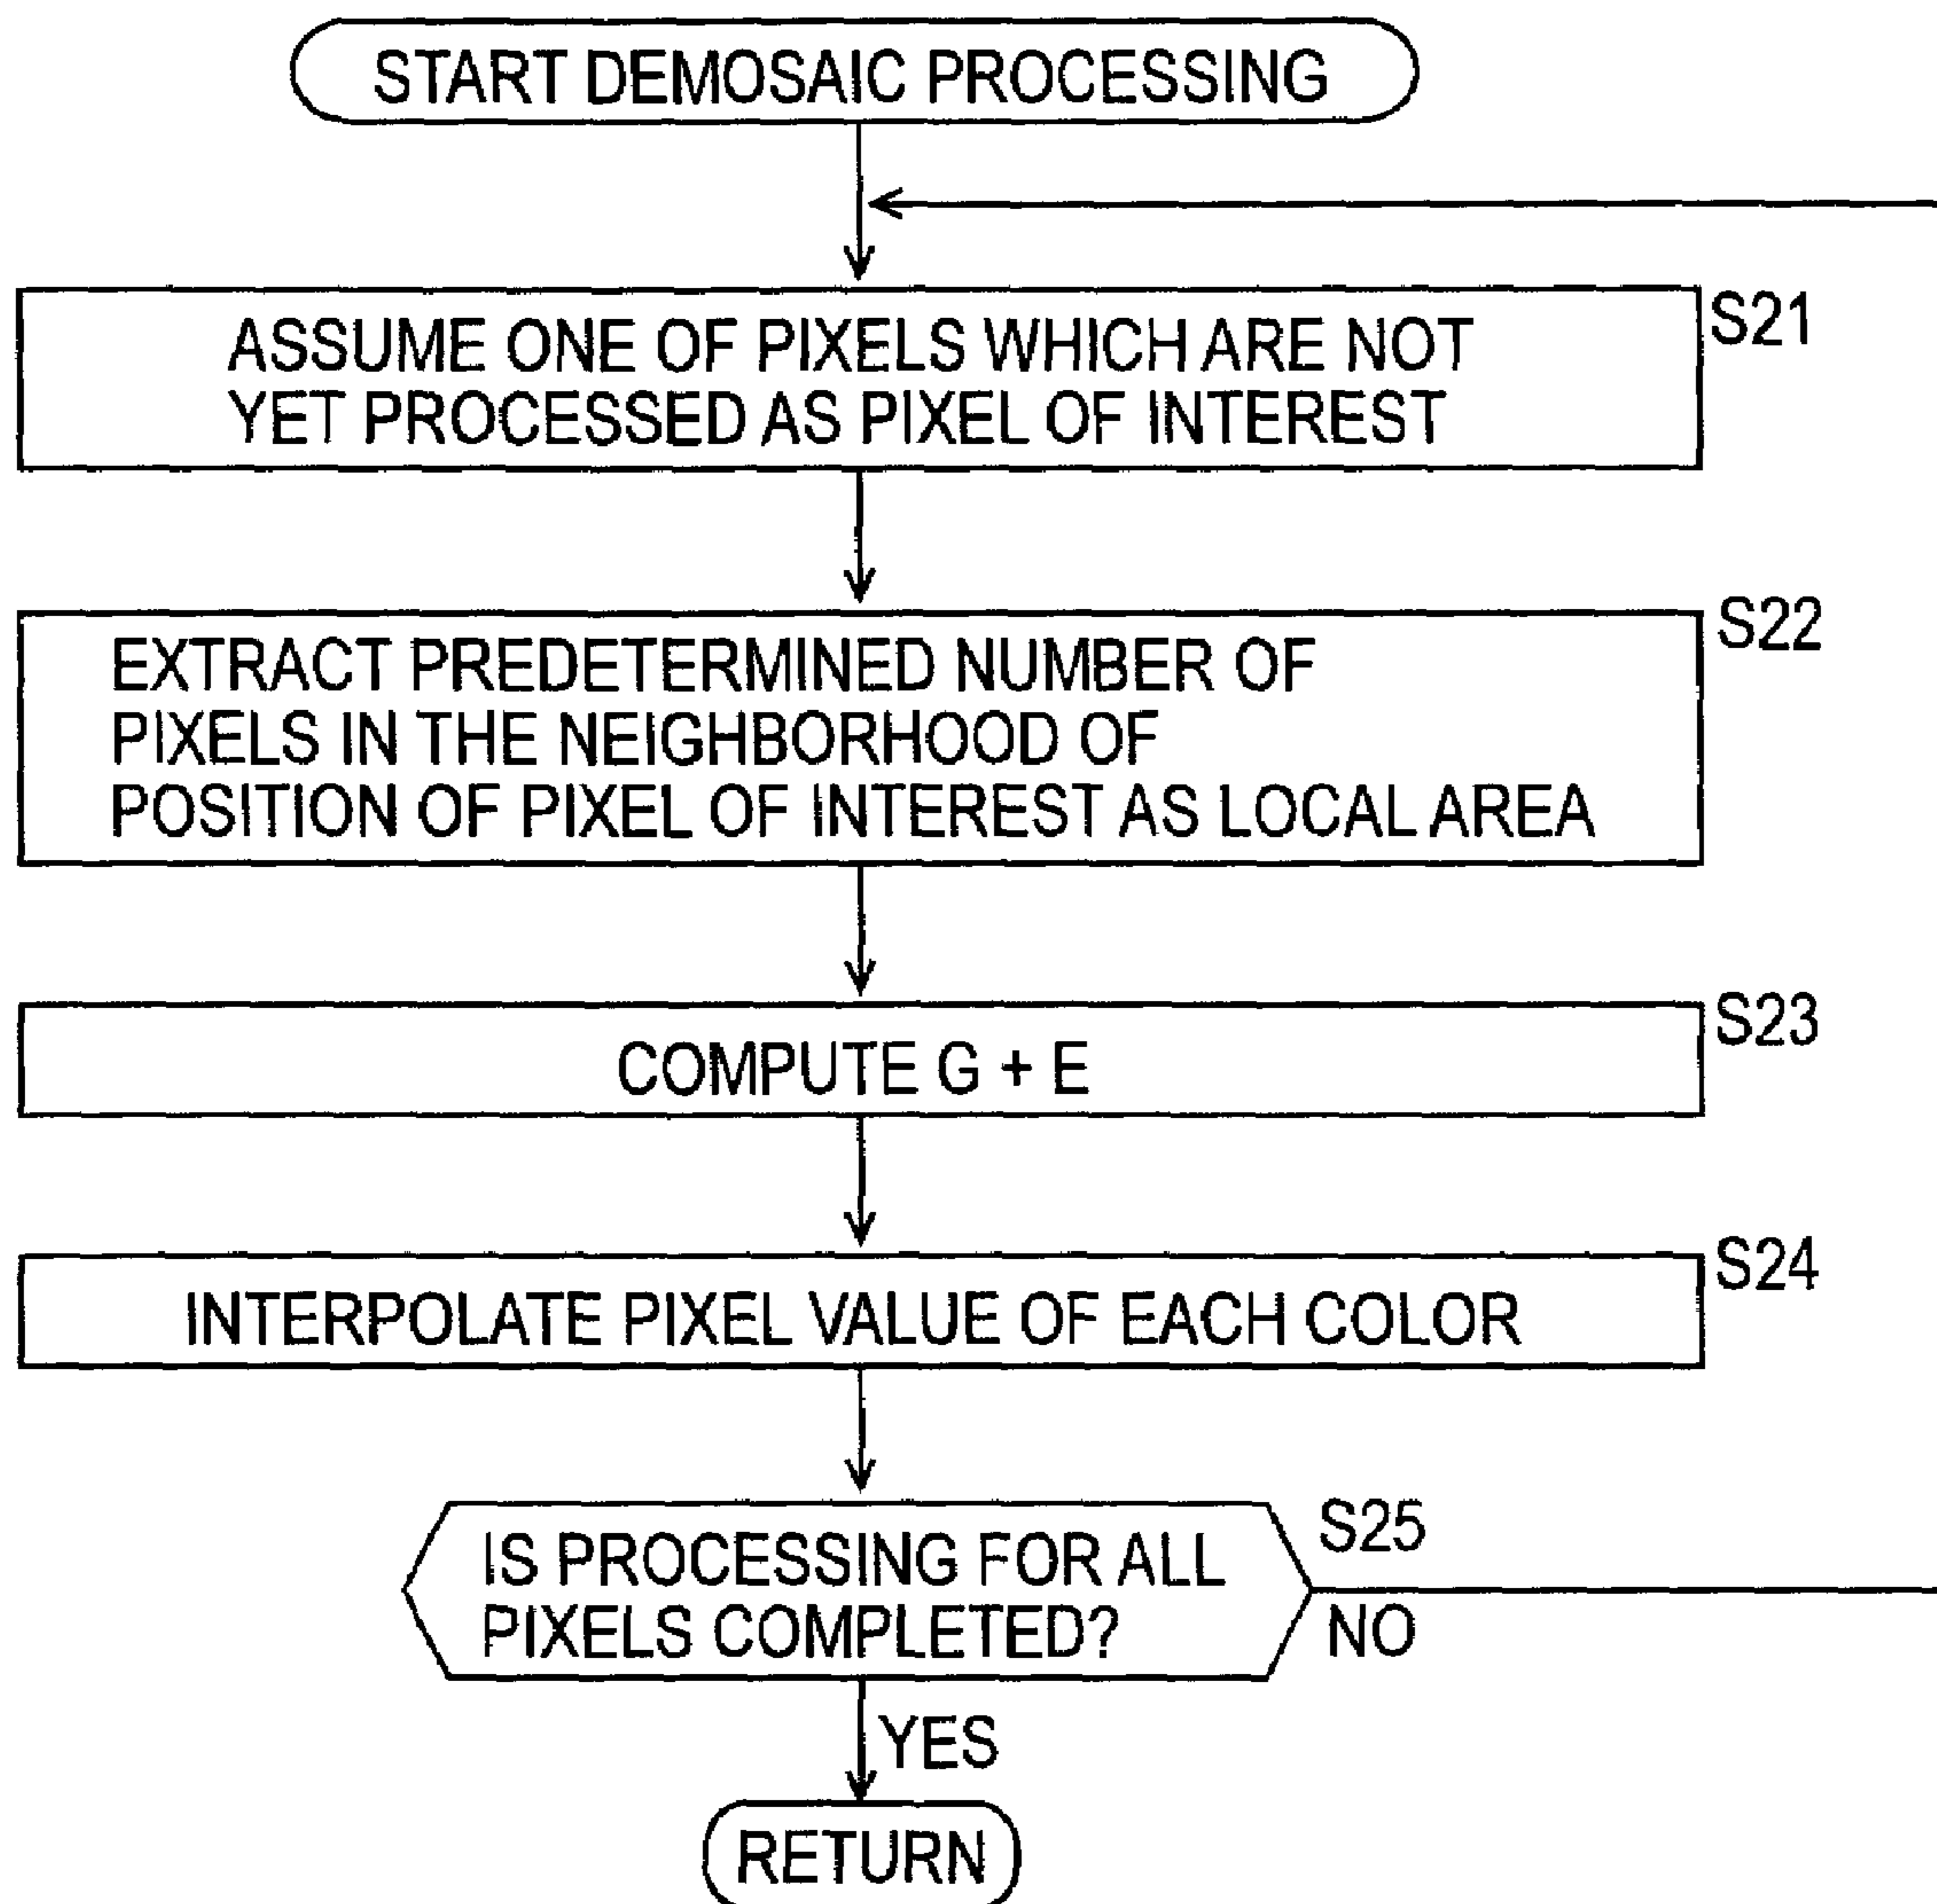 START DEMOSAIC PROCESSING
S21
ASSUME ONE OF PIXELS WHICH ARE NOT
YET PROCESSED AS PIXEL OF INTEREST
S22
EXTRACT PREDETERMINED NUMBER OF
PIXELS IN THE NEIGHBORHOOD OF
POSITION OF PIXEL OF INTEREST AS LOCAL AREA
S23
COMPUTE G + E
S24
INTERPOLATE PIXEL VALUE OF EACH COLOR
S25
IS PROCESSING FOR ALL
PIXELS COMPLETED?
NO
YES
RETURN